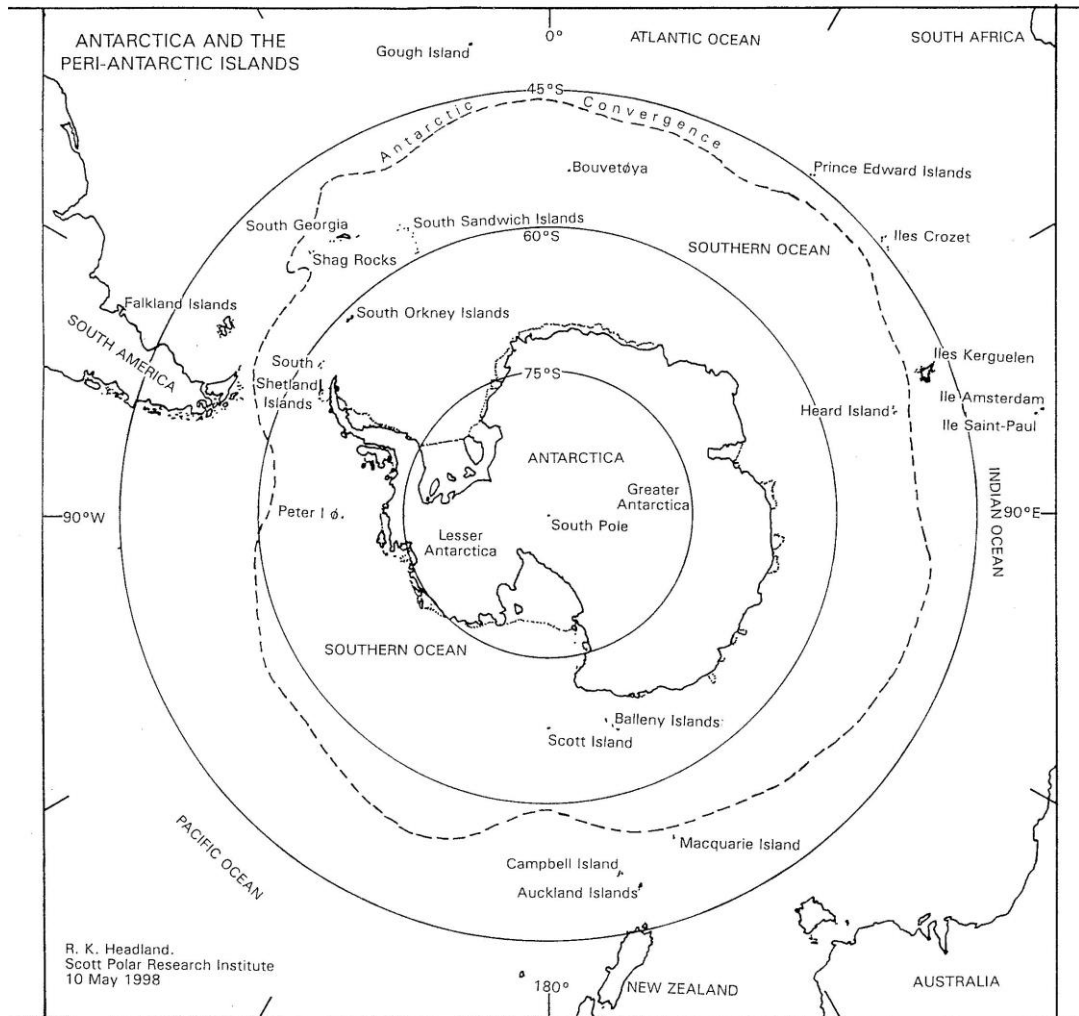 ANTARCTICA AND THE
PERI-ANTARCTIC ISLANDS
Gough Island
0°
ATLANTIC OCEAN
SOUTH AFRICA
45°S
Antarctic
Convergence
Bouvetøya
Prince Edward Islands
South Georgia
South Sandwich Islands
60°S
SOUTHERN OCEAN
Iles Crozet
Shag Rocks
Falkland Islands
South Orkney Islands
SOUTH AMERICA
South
Shetland
Islands
75°S
Iles Kerguelen
Heard Island
Ile Amsterdam
Ile Saint-Paul
ANTARCTICA
Greater
Antarctica
INDIAN OCEAN
90°W
Peter I ø.
South Pole
90°E
Lesser
Antarctica
SOUTHERN OCEAN
Balleny Islands
Scott Island
PACIFIC OCEAN
Macquarie Island
Campbell Island
Auckland Islands
R. K. Headland.
Scott Polar Research Institute
10 May 1998
180°
NEW ZEALAND
AUSTRALIA